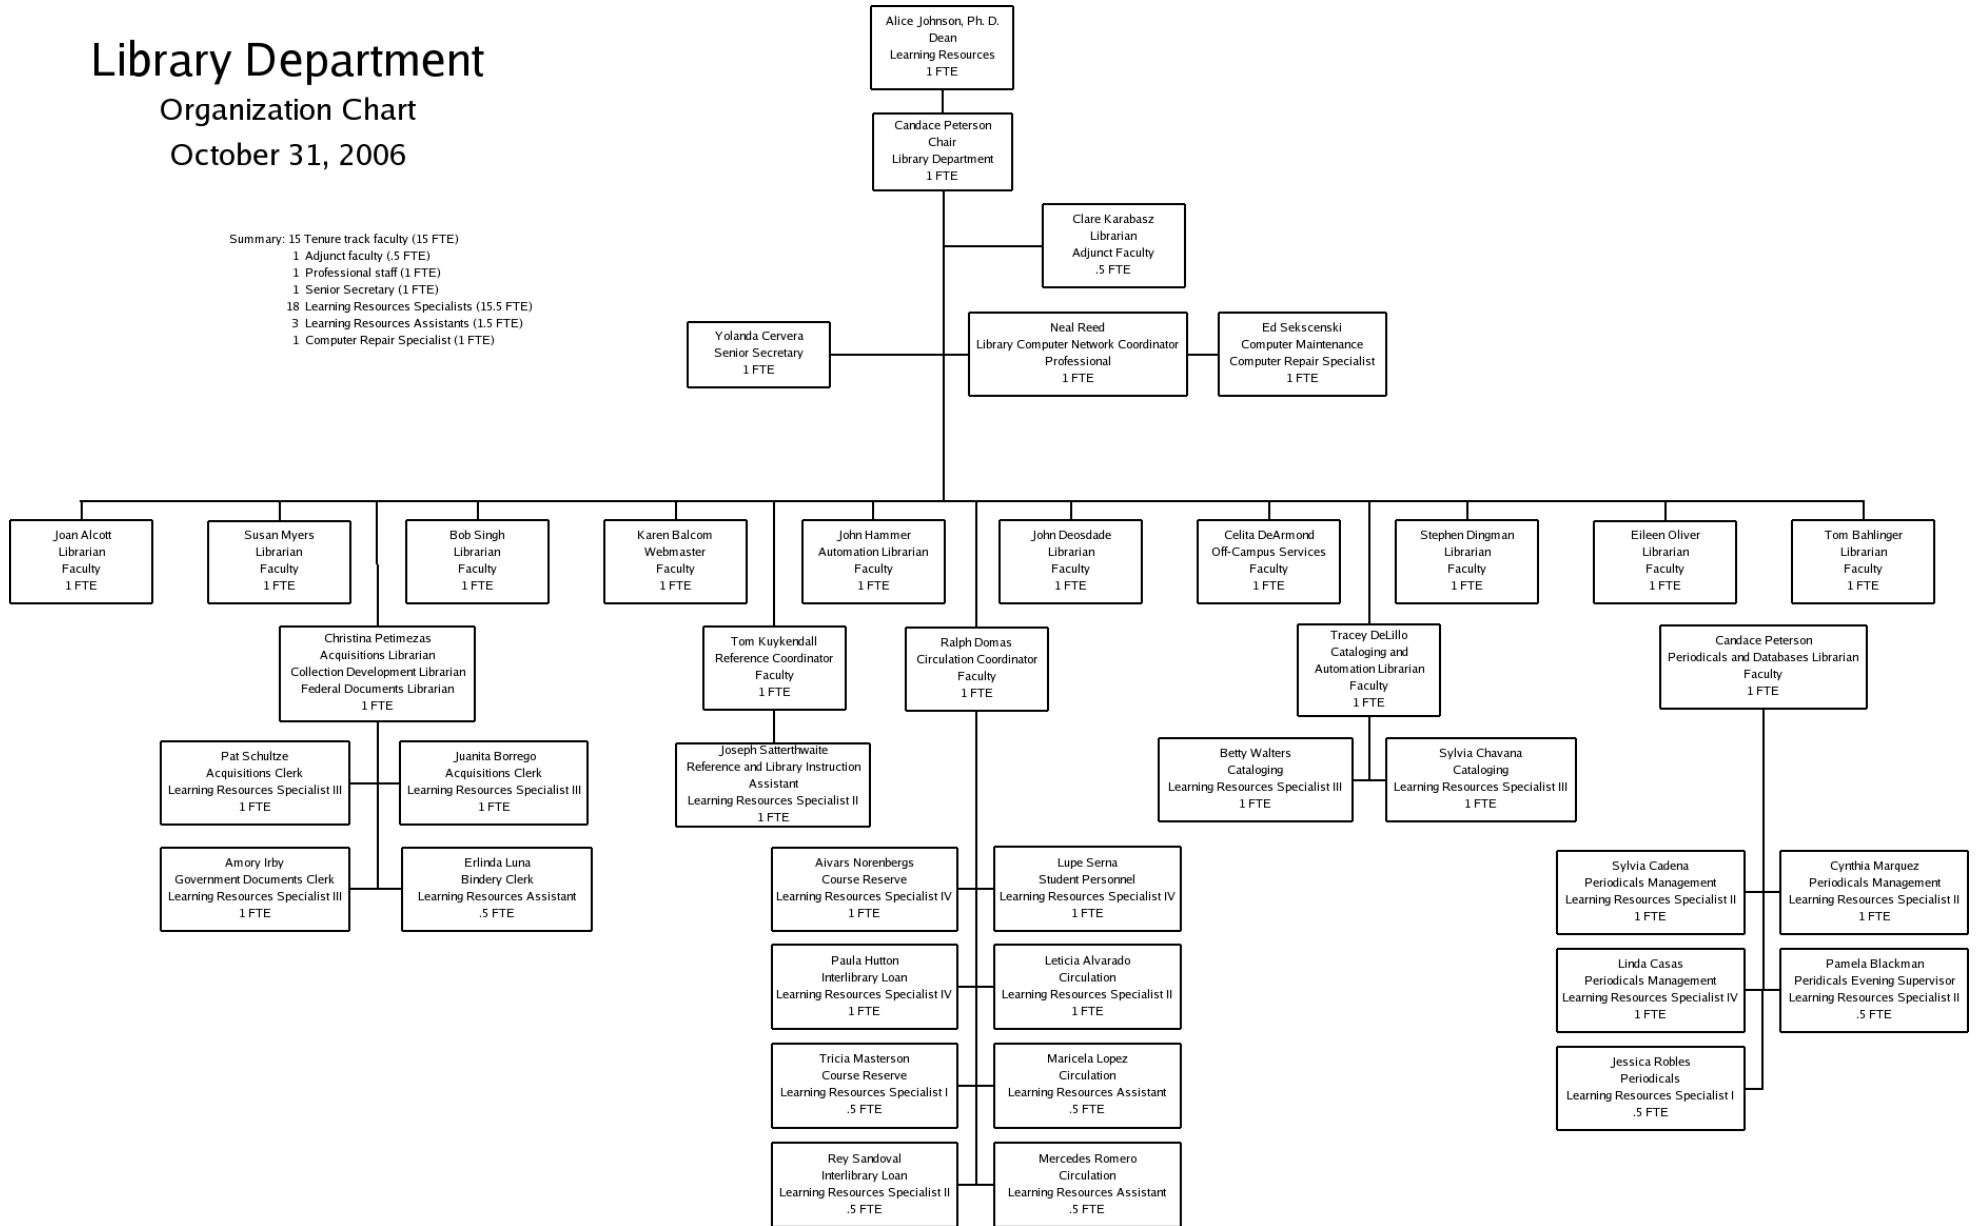 Library Department
Organization Chart
October 31, 2006
Summary: 15 Tenure track faculty (15 FTE)
1 Adjunct faculty (.5 FTE)
1 Professional staff (1 FTE)
1 Senior Secretary (1 FTE)
18 Learning Resources Specialists (15.5 FTE)
3 Learning Resources Assistants (1.5 FTE)
1 Computer Repair Specialist (1 FTE)
Alice Johnson, Ph. D.
Dean
Learning Resources
1 FTE
Candace Peterson
Chair
Library Department
1 FTE
Clare Karabasz
Librarian
Adjunct Faculty
.5 FTE
Yolanda Cervera
Senior Secretary
1 FTE
Neal Reed
Library Computer Network Coordinator
Professional
1 FTE
Ed Sekscenski
Computer Maintenance
Computer Repair Specialist
1 FTE
Joan Alcott
Librarian
Faculty
1 FTE
Susan Myers
Librarian
Faculty
1 FTE
Bob Singh
Librarian
Faculty
1 FTE
Karen Balcom
Webmaster
Faculty
1 FTE
John Hammer
Automation Librarian
Faculty
1 FTE
John Deosdade
Librarian
Faculty
1 FTE
Celita DeArmond
Off-Campus Services
Faculty
1 FTE
Stephen Dingman
Librarian
Faculty
1 FTE
Eileen Oliver
Librarian
Faculty
1 FTE
Tom Bahlinger
Librarian
Faculty
1 FTE
Christina Petimezas
Acquisitions Librarian
Collection Development Librarian
Federal Documents Librarian
1 FTE
Tom Kuykendall
Reference Coordinator
Faculty
1 FTE
Ralph Domas
Circulation Coordinator
Faculty
1 FTE
Tracey DeLillo
Cataloging and
Automation Librarian
Faculty
1 FTE
Candace Peterson
Periodicals and Databases Librarian
Faculty
1 FTE
Pat Schultze
Acquisitions Clerk
Learning Resources Specialist III
1 FTE
Juanita Borrego
Acquisitions Clerk
Learning Resources Specialist III
1 FTE
Joseph Satterthwaite
Reference and Library Instruction
Assistant
Learning Resources Specialist II
1 FTE
Betty Walters
Cataloging
Learning Resources Specialist III
1 FTE
Sylvia Chavana
Cataloging
Learning Resources Specialist III
1 FTE
Amory Irby
Government Documents Clerk
Learning Resources Specialist III
1 FTE
Erlinda Luna
Bindery Clerk
Learning Resources Assistant
.5 FTE
Aivars Norenbergs
Course Reserve
Learning Resources Specialist IV
1 FTE
Lupe Serna
Student Personnel
Learning Resources Specialist IV
1 FTE
Sylvia Cadena
Periodicals Management
Learning Resources Specialist II
1 FTE
Cynthia Marquez
Periodicals Management
Learning Resources Specialist II
1 FTE
Paula Hutton
Interlibrary Loan
Learning Resources Specialist IV
1 FTE
Leticia Alvarado
Circulation
Learning Resources Specialist II
1 FTE
Linda Casas
Periodicals Management
Learning Resources Specialist IV
1 FTE
Pamela Blackman
Peridicals Evening Supervisor
Learning Resources Specialist II
.5 FTE
Tricia Masterson
Course Reserve
Learning Resources Specialist I
.5 FTE
Maricela Lopez
Circulation
Learning Resources Assistant
.5 FTE
Jessica Robles
Periodicals
Learning Resources Specialist I
.5 FTE
Rey Sandoval
Interlibrary Loan
Learning Resources Specialist II
.5 FTE
Mercedes Romero
Circulation
Learning Resources Assistant
.5 FTE